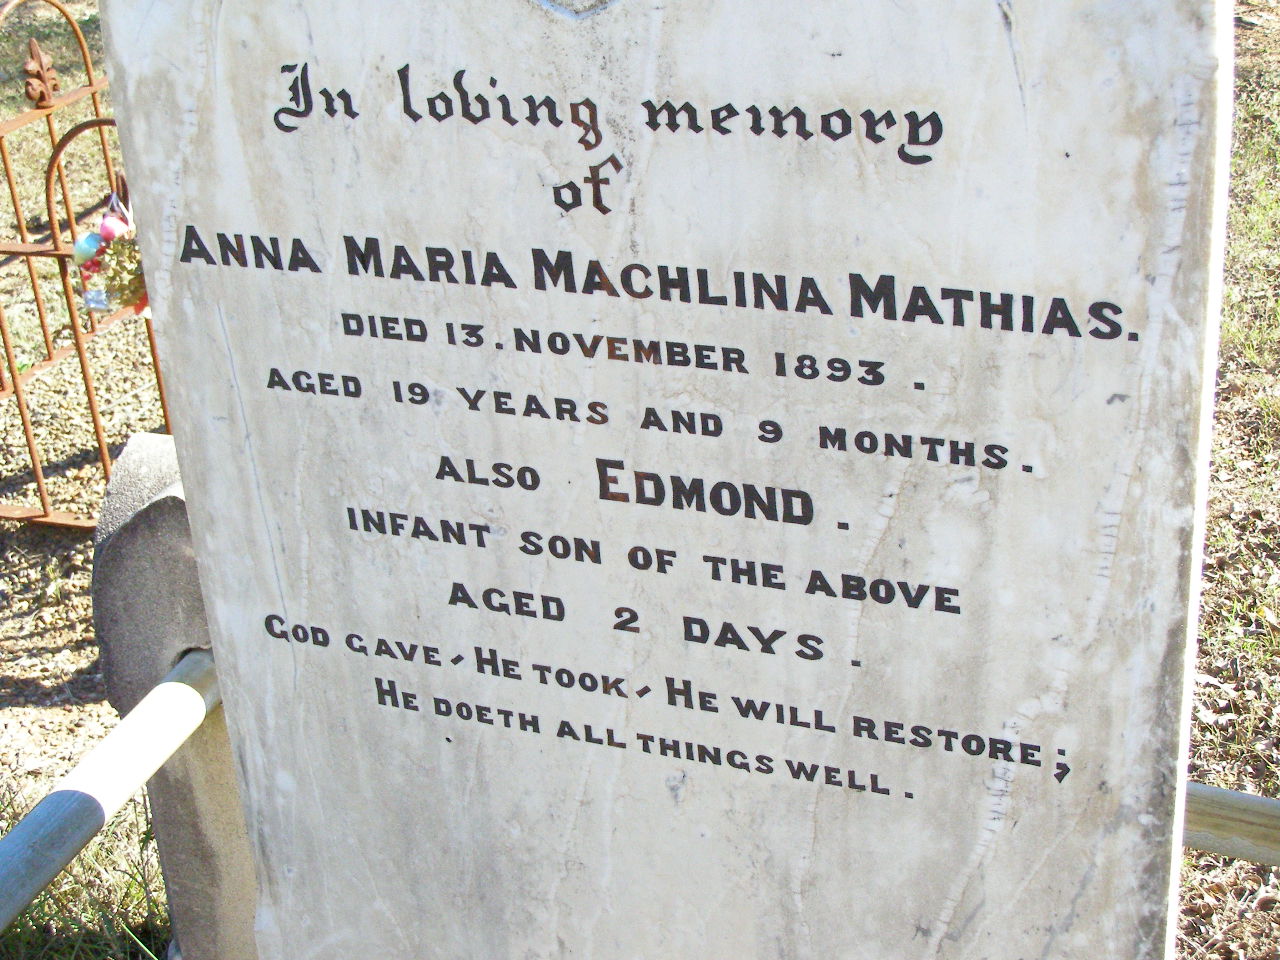 In loving memory
of
ANNA MARIA MACHLINA MATHIAS.
DIED 13. NOVEMBER 1893.
AGED 19 YEARS AND 9 MONTHS.
ALSO EDMOND.
INFANT SON OF THE ABOVE
AGED 2 DAYS.
GOD GAVE, HE TOOK, HE WILL RESTORE;
HE DOETH ALL THINGS WELL.